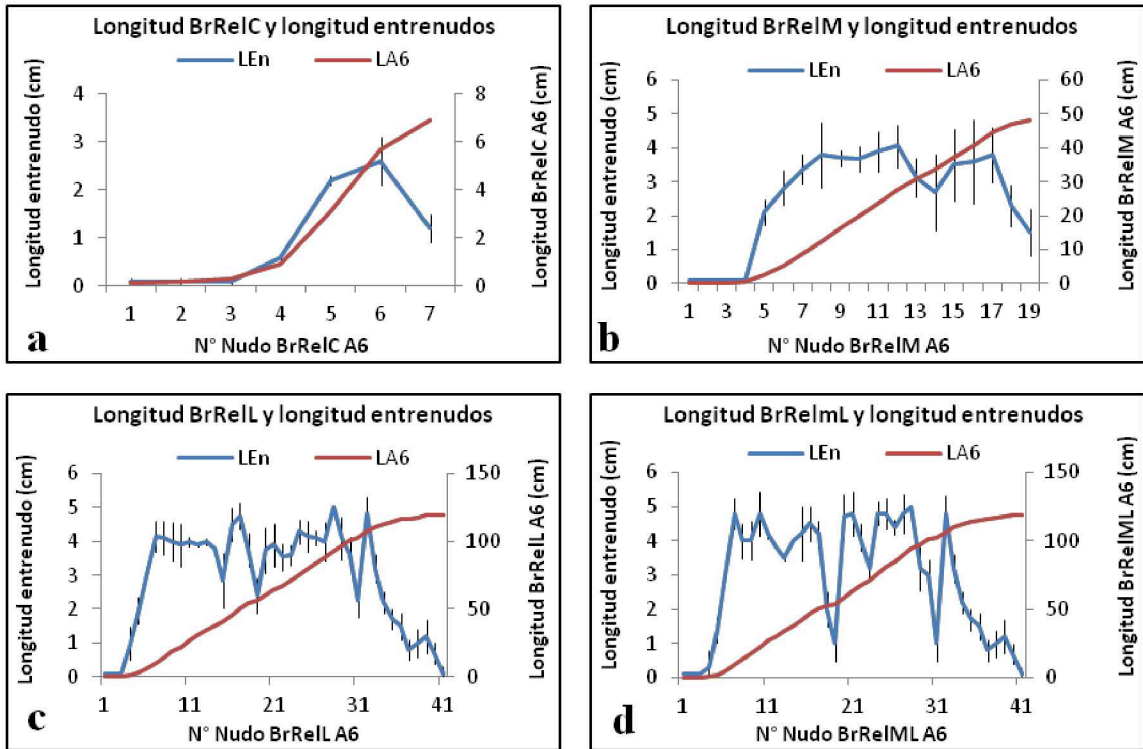 Longitud BrRelC y longitud entrenudos
LEn LA6
Longitud entrenudo (cm)
4
3
2
1
0
8
6
4
2
0
Longitud BrRelC A6 (cm)
1 2 3 4 5 6 7
N° Nudo BrRelC A6
a
Longitud BrRelM y longitud entrenudos
LEn LA6
Longitud entrenudo (cm)
6
5
4
3
2
1
0
60
50
40
30
20
10
0
Longitud BrRelM A6 (cm)
1 3 5 7 9 11 13 15 17 19
N° Nudo BrRelM A6
b
Longitud BrRelL y longitud entrenudos
LEn LA6
Longitud entrenudo (cm)
6
5
4
3
2
1
0
150
100
50
0
Longitud BrRelL A6 (cm)
1 11 21 31 41
N° Nudo BrRelL A6
c
Longitud BrRelmL y longitud entrenudos
LEn LA6
Longitud entrenudo (cm)
6
5
4
3
2
1
0
150
100
50
0
Longitud BrRelML A6 (cm)
1 11 21 31 41
N° Nudo BrRelML A6
d